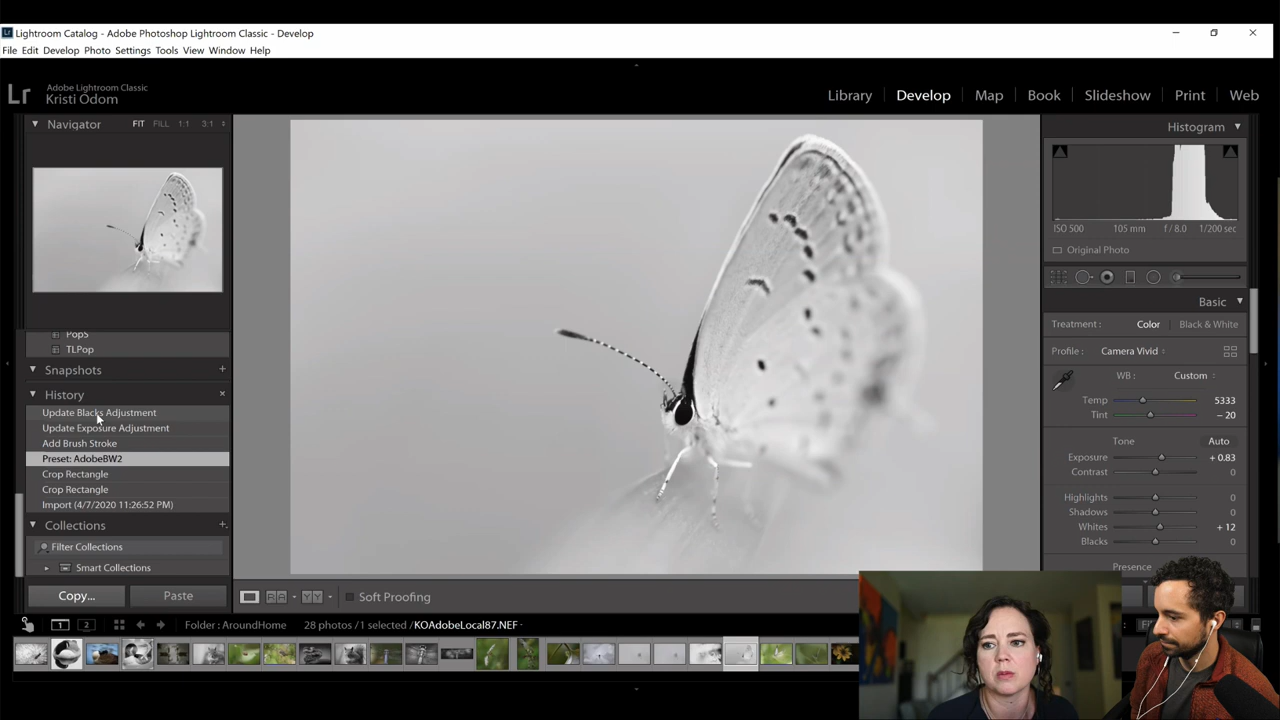 Lightroom Catalog - Adobe Photoshop Lightroom Classic - Develop
File Edit Develop Photo Settings Tools View Window Help
Lr
Adobe Lightroom Classic
Kristi Odom
Library Develop Map Book Slideshow Print Web
Navigator FIT FILL 1:1 3:1
Histogram
ISO 500 105 mm f / 8.0 1/200 sec
Original Photo
Basic
Treatment : Color Black & White
Profile : Camera Vivid
WB : Custom
Temp 5333
Tint – 20
Tone Auto
Exposure + 0.83
Contrast 0
Highlights 0
Shadows 0
Whites + 12
Blacks 0
Presence
PopS
TLPop
Snapshots +
History ×
Update Blacks Adjustment
Update Exposure Adjustment
Add Brush Stroke
Preset: AdobeBW2
Crop Rectangle
Crop Rectangle
Import (4/7/2020 11:26:52 PM)
Collections +
Filter Collections
Smart Collections
Copy... Paste
RA YY Soft Proofing
1 2 Folder : AroundHome 28 photos / 1 selected / KOAdobeLocal87.NEF